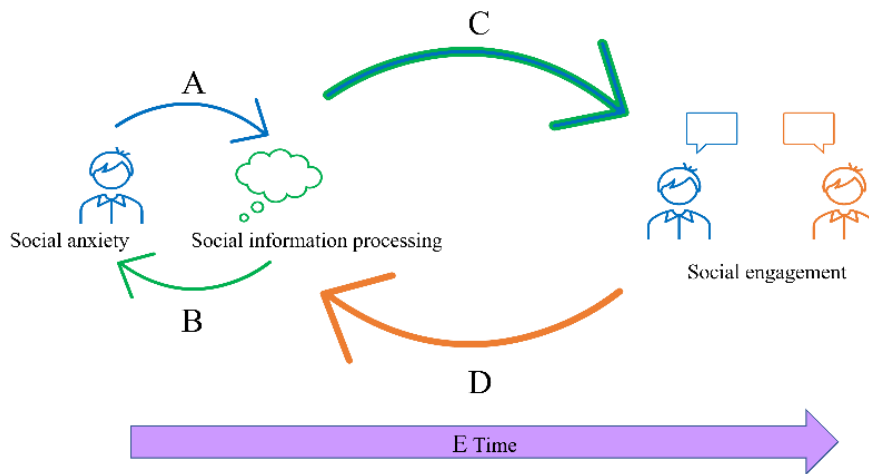 C
A
Social anxiety
Social information processing
Social engagement
B
D
E Time